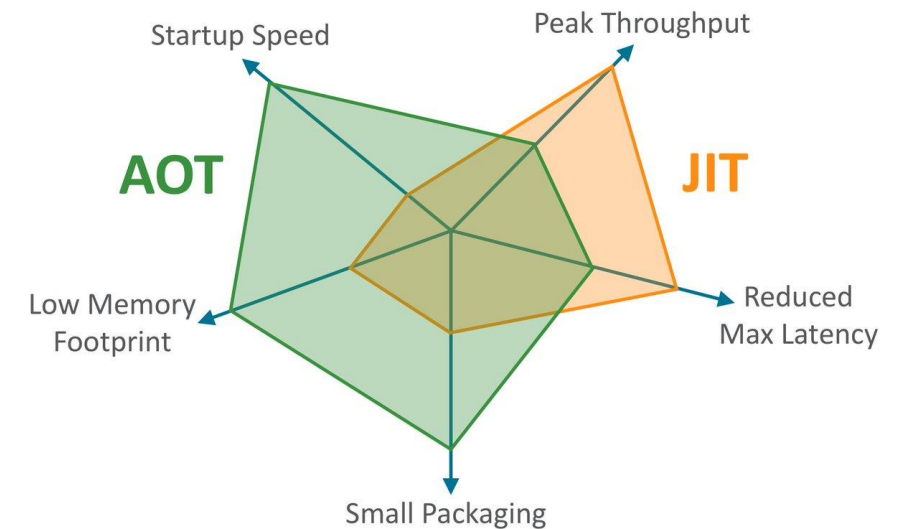 Startup Speed
Peak Throughput
AOT
JIT
Low Memory
Footprint
Reduced
Max Latency
Small Packaging